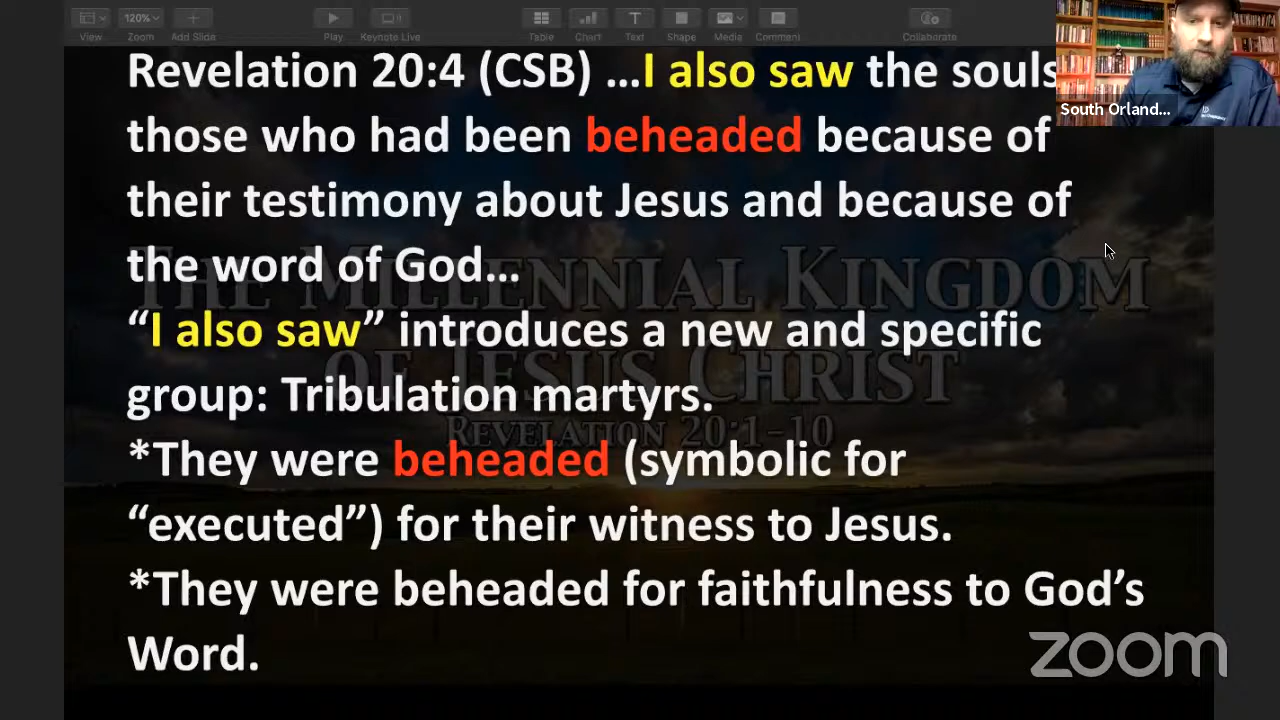 120%
View
Zoom
Add Slide
Play
Keynote Live
Table
Chart
Text
Shape
Media
Comment
Collaborate
South Orland...
Revelation 20:4 (CSB) ...I also saw the souls
those who had been beheaded because of
their testimony about Jesus and because of
the word of God...
THE MILLENNIAL KINGDOM
"I also saw" introduces a new and specific
OF JESUS CHRIST
group: Tribulation martyrs.
REVELATION 20:1-10
*They were beheaded (symbolic for
"executed") for their witness to Jesus.
*They were beheaded for faithfulness to God's
Word.
zoom